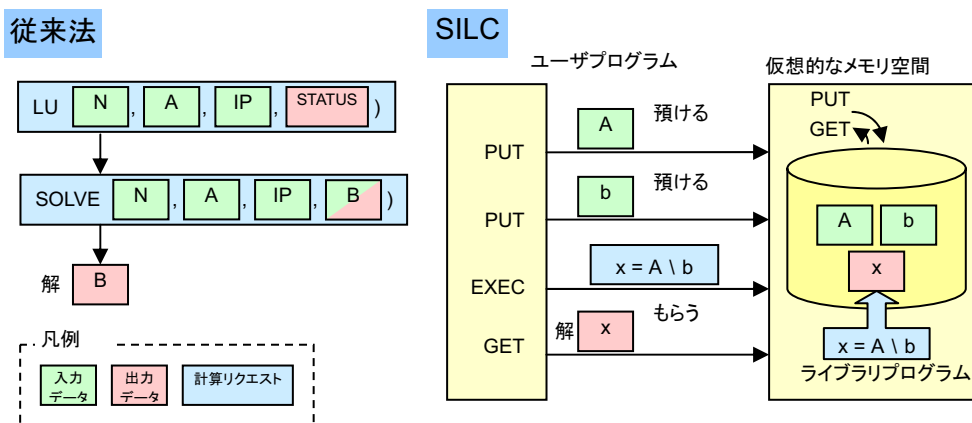 従来法
LU N , A , IP , STATUS )
SOLVE N , A , IP , B )
解 B
凡例
入力
データ
出力
データ
計算リクエスト
SILC
ユーザプログラム
仮想的なメモリ空間
PUT A 預ける
PUT b 預ける
EXEC x = A \ b
GET 解 x もらう
PUT
GET
A b
x
x = A \ b
ライブラリプログラム